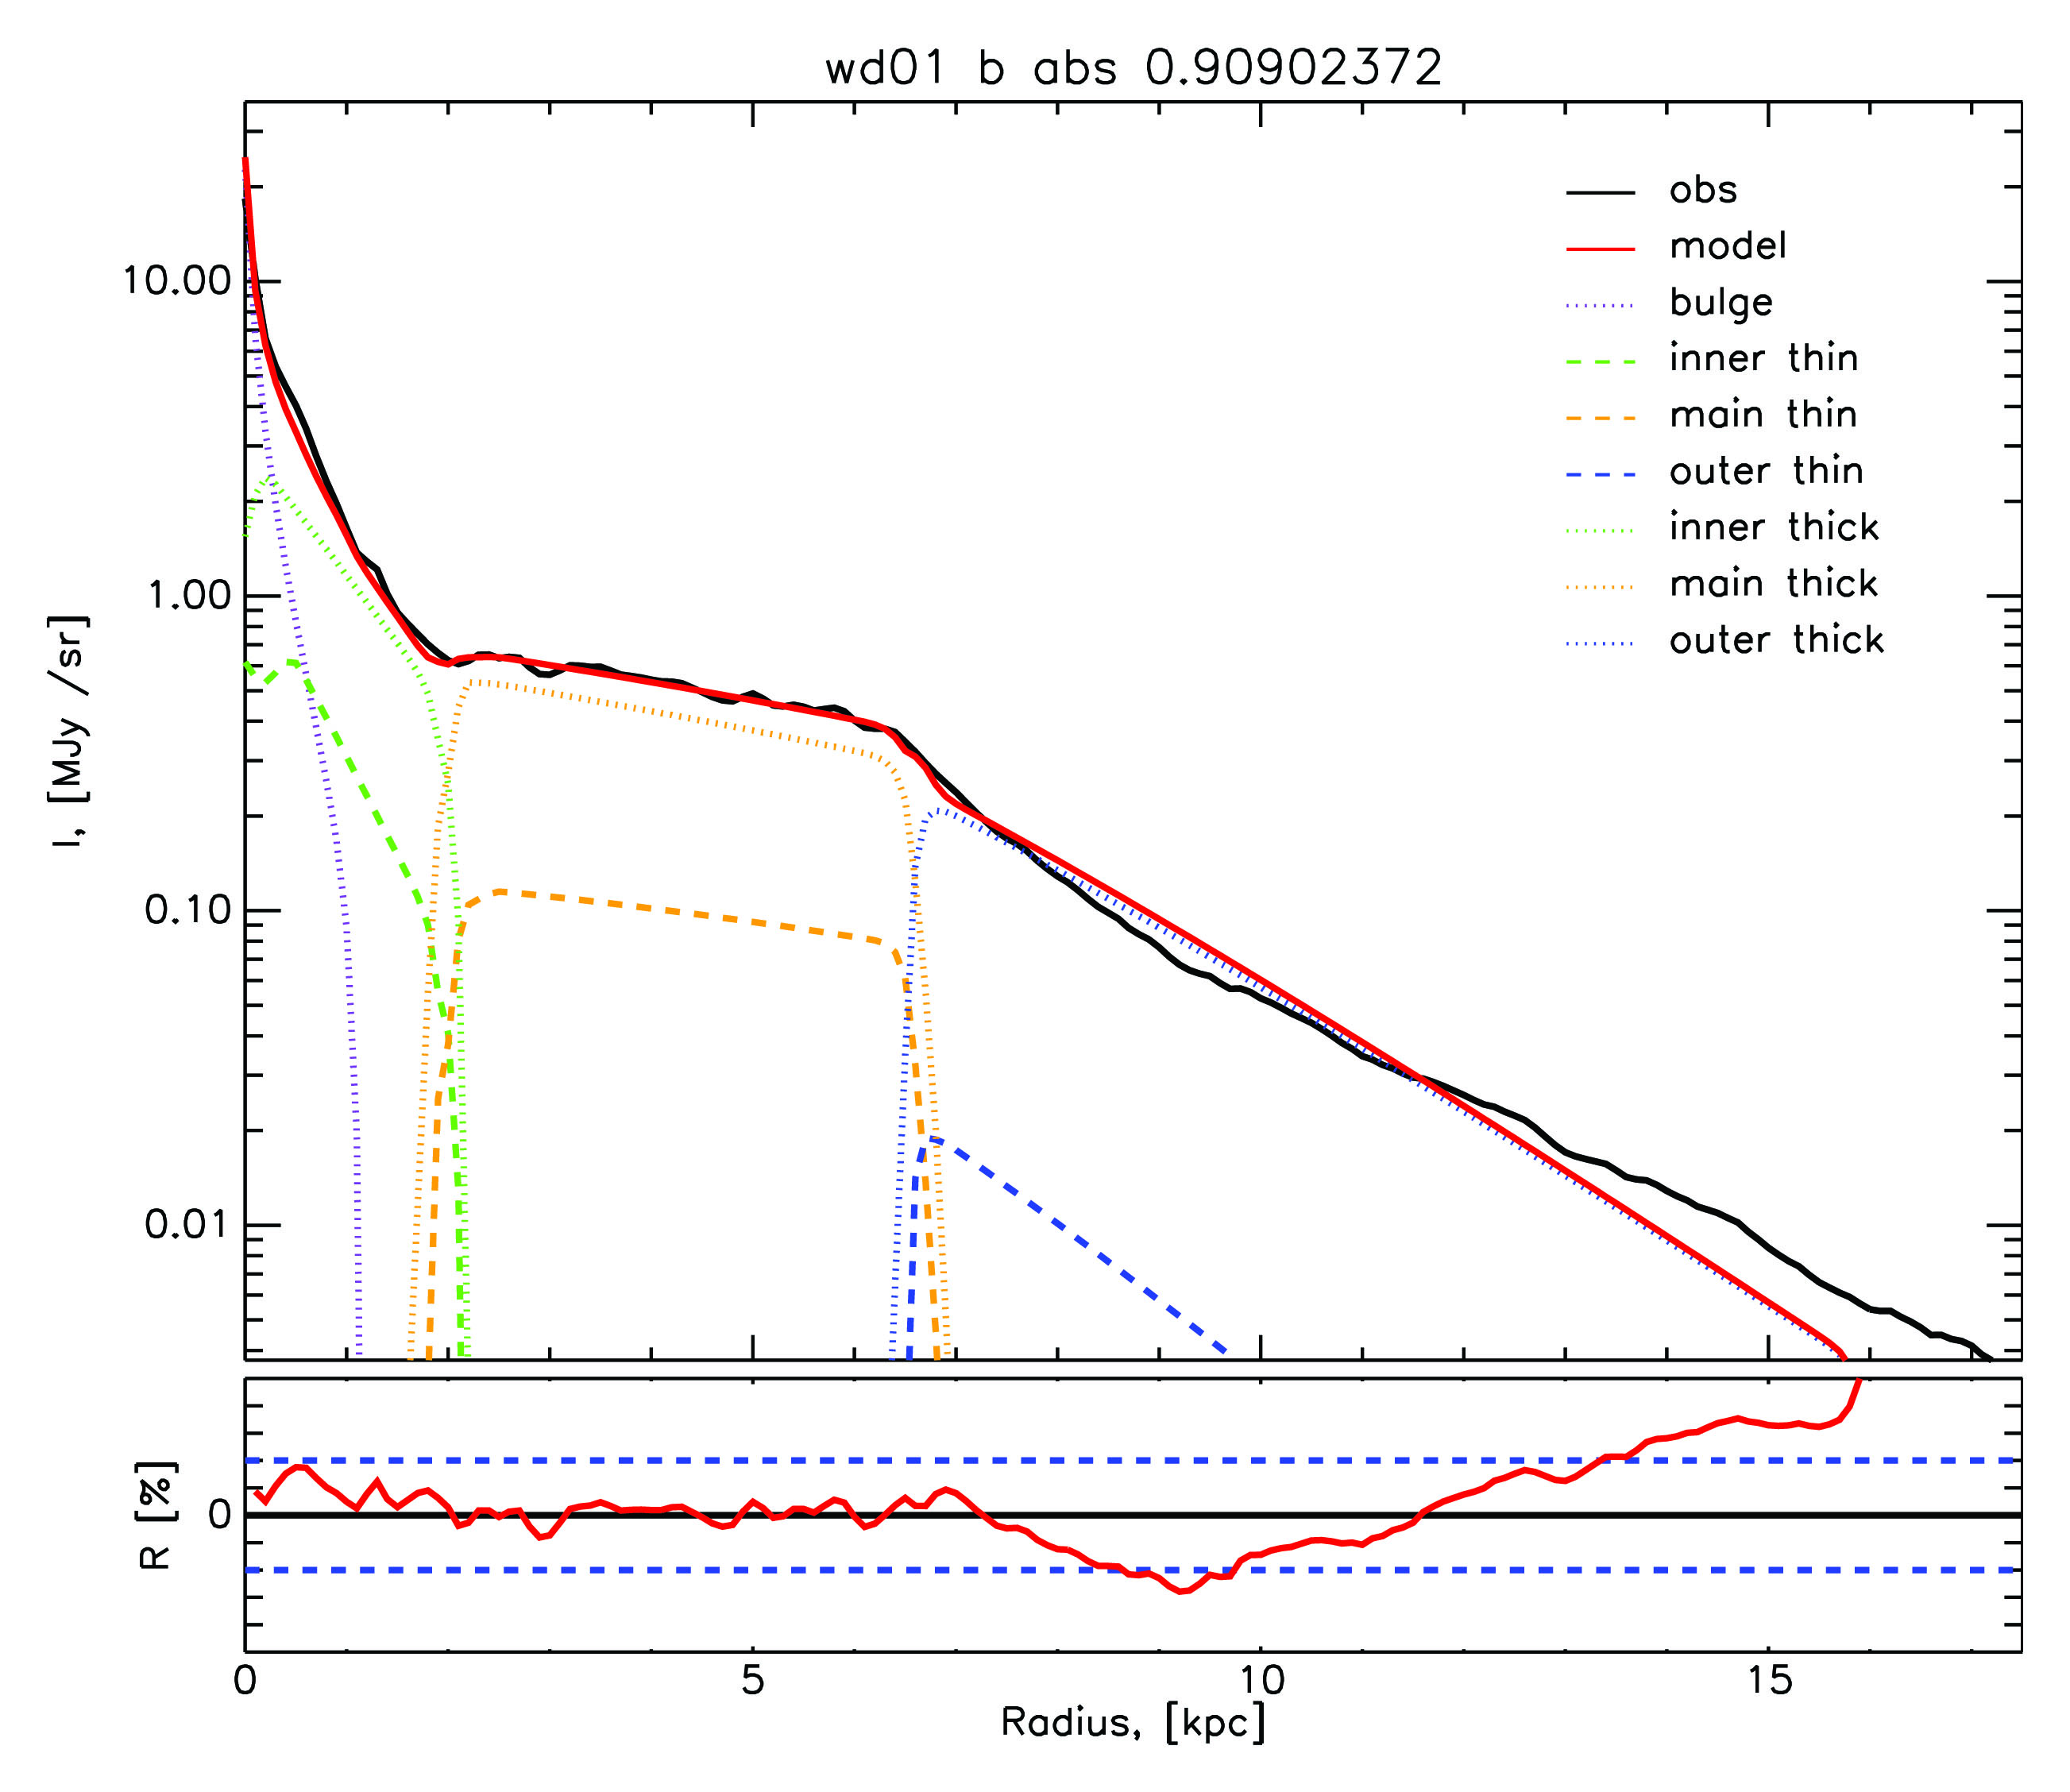 wd01 b abs 0.90902372
obs
model
bulge
inner thin
main thin
outer thin
inner thick
main thick
outer thick
10.00
1.00
0.10
0.01
I, [MJy /sr]
0
R [%]
0 5 10 15
Radius, [kpc]